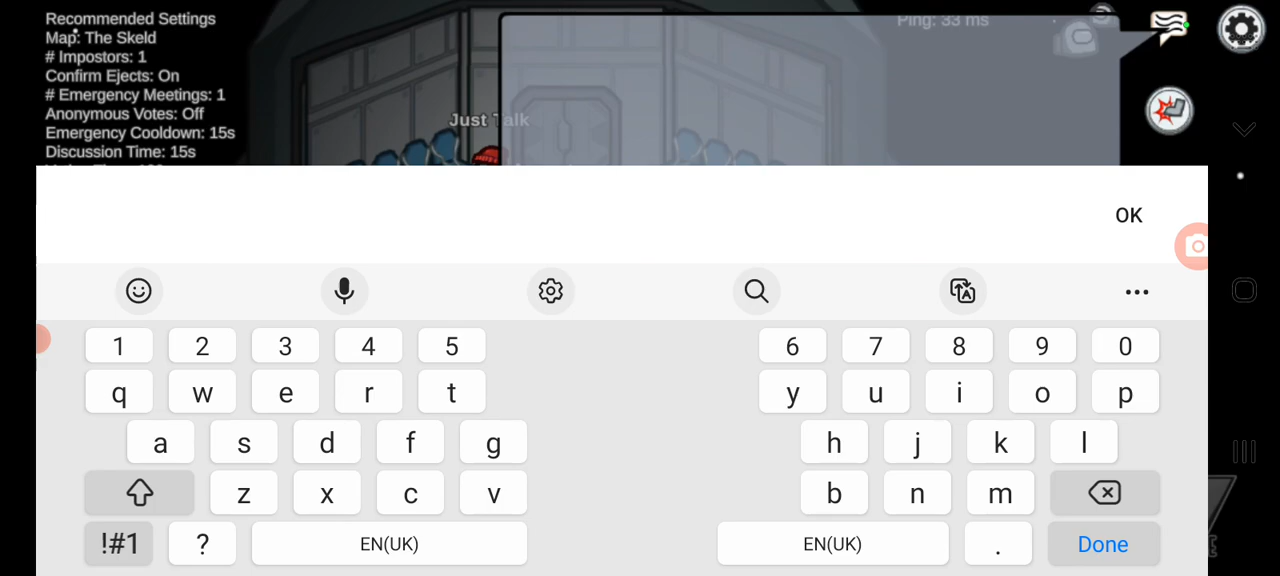 Recommended Settings
Map: The Skeld
# Impostors: 1
Confirm Ejects: On
# Emergency Meetings: 1
Anonymous Votes: Off
Emergency Cooldown: 15s
Discussion Time: 15s
Ping: 33 ms
Just Talk
OK
1 2 3 4 5 6 7 8 9 0
q w e r t y u i o p
a s d f g h j k l
z x c v b n m
!#1 ? EN(UK) EN(UK) . Done